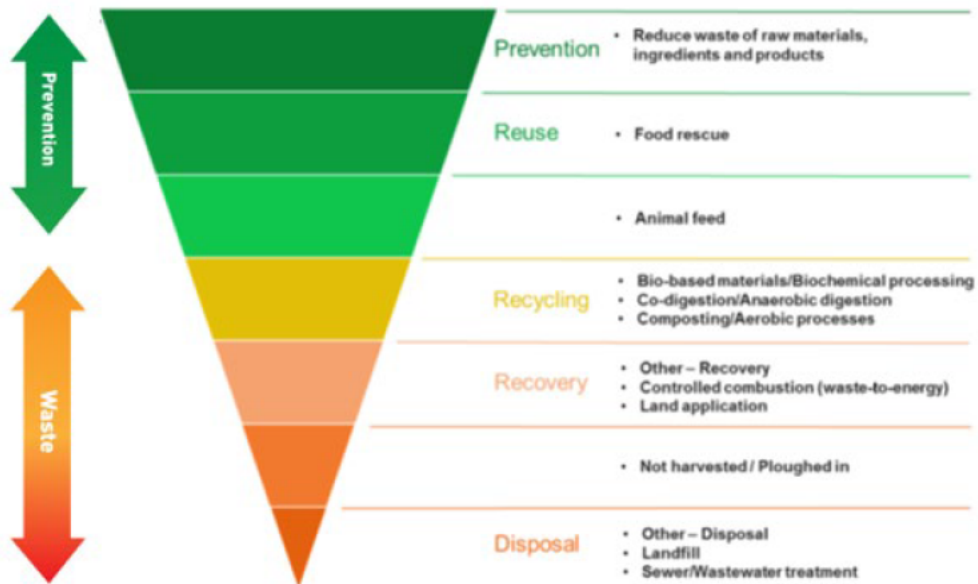 Prevention
Waste
Prevention
• Reduce waste of raw materials,
ingredients and products
Reuse
• Food rescue
• Animal feed
Recycling
• Bio-based materials/Biochemical processing
• Co-digestion/Anaerobic digestion
• Composting/Aerobic processes
Recovery
• Other – Recovery
• Controlled combustion (waste-to-energy)
• Land application
• Not harvested / Ploughed in
Disposal
• Other – Disposal
• Landfill
• Sewer/Wastewater treatment